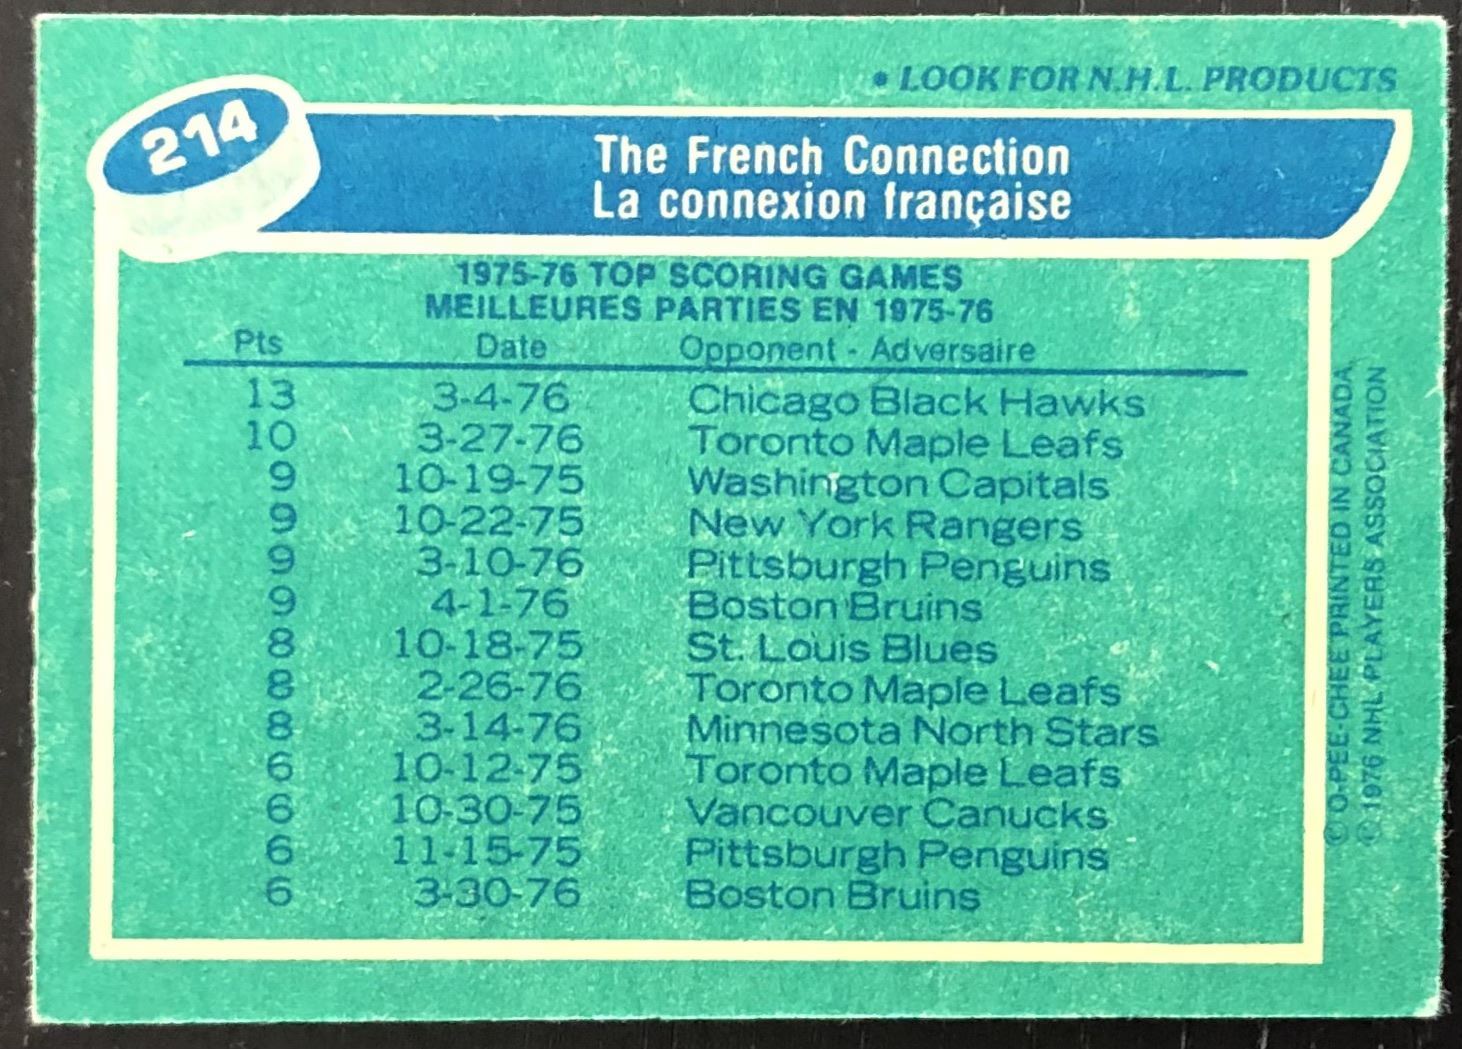 • LOOK FOR N.H.L. PRODUCTS
214
The French Connection
La connexion française
1975-76 TOP SCORING GAMES
MEILLEURES PARTIES EN 1975-76
Pts Date Opponent - Adversaire
13 3-4-76 Chicago Black Hawks
10 3-27-76 Toronto Maple Leafs
9 10-19-75 Washington Capitals
9 10-22-75 New York Rangers
9 3-10-76 Pittsburgh Penguins
9 4-1-76 Boston Bruins
8 10-18-75 St. Louis Blues
8 2-26-76 Toronto Maple Leafs
8 3-14-76 Minnesota North Stars
6 10-12-75 Toronto Maple Leafs
6 10-30-75 Vancouver Canucks
6 11-15-75 Pittsburgh Penguins
6 3-30-76 Boston Bruins
© O-PEE-CHEE PRINTED IN CANADA,
© 1976 NHL PLAYERS ASSOCIATION